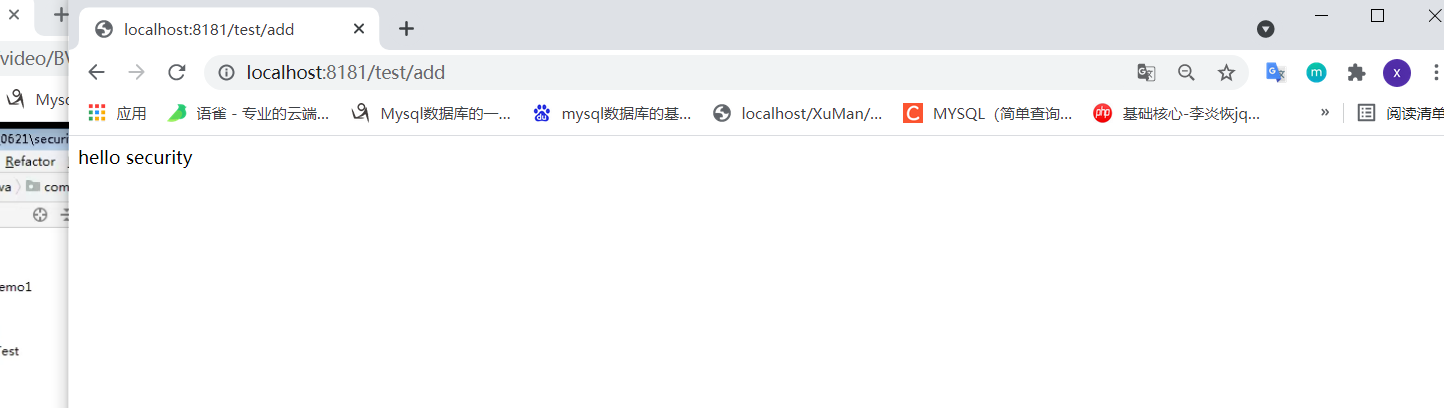 localhost:8181/test/add
video/BV
localhost:8181/test/add
x
Mysq
应用
语雀 - 专业的云端...
Mysql数据库的一...
mysql数据库的基...
localhost/XuMan/...
C
MYSQL（简单查询...
php
基础核心-李炎恢jq...
»
阅读清单
0621\securi
hello security
Refactor
va
com
emo1
Test